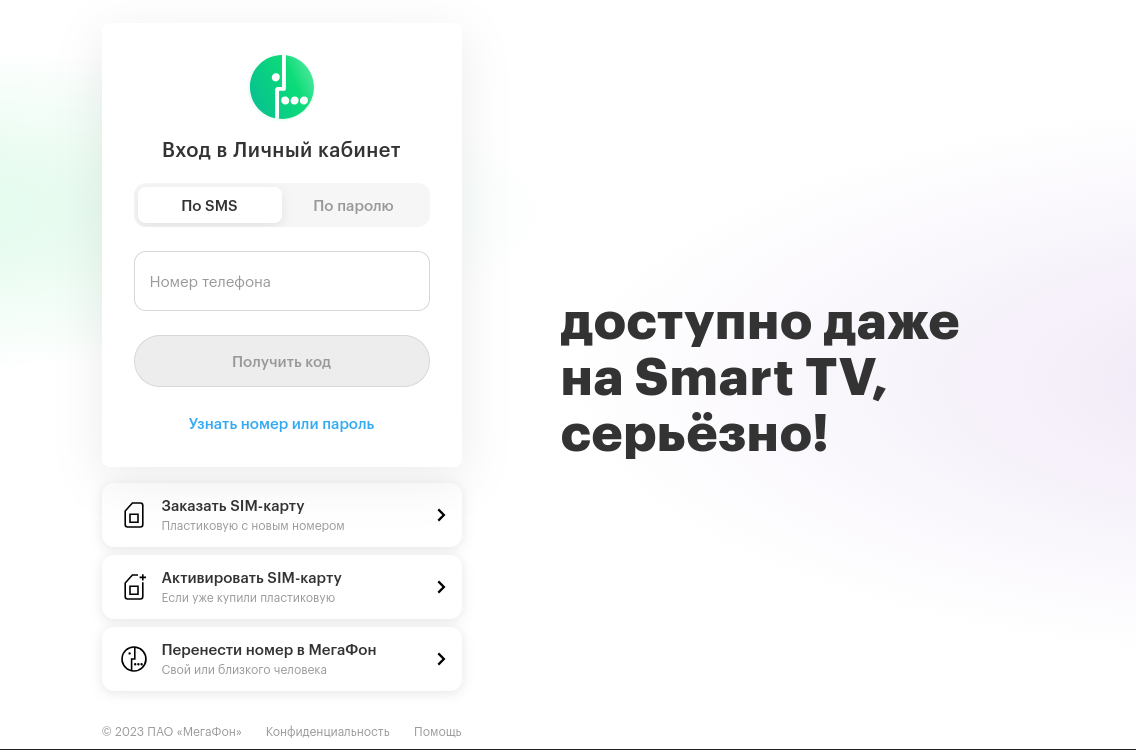 Вход в Личный кабинет
По SMS
По паролю
Номер телефона
Получить код
Узнать номер или пароль
Заказать SIM-карту
Пластиковую с новым номером
Активировать SIM-карту
Если уже купили пластиковую
Перенести номер в МегаФон
Свой или близкого человека
© 2023 ПАО «МегаФон»
Конфиденциальность
Помощь
доступно даже
на Smart TV,
серьёзно!